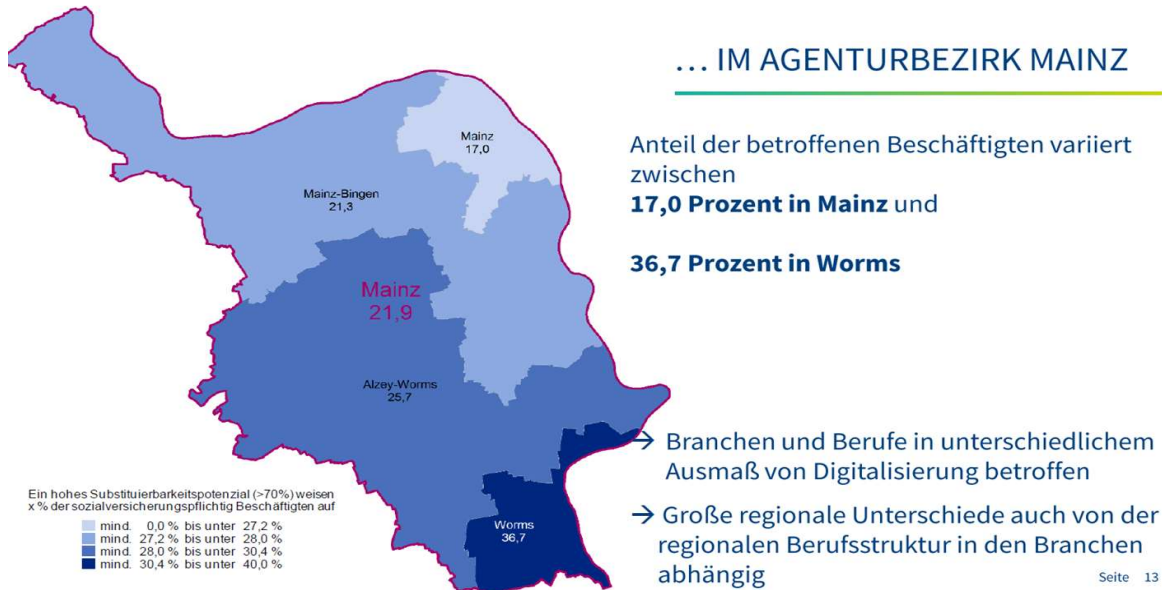 ... IM AGENTURBEZIRK MAINZ
Anteil der betroffenen Beschäftigten variiert
zwischen
17,0 Prozent in Mainz und
36,7 Prozent in Worms
→ Branchen und Berufe in unterschiedlichem
Ausmaß von Digitalisierung betroffen
→ Große regionale Unterschiede auch von der
regionalen Berufsstruktur in den Branchen
abhängig
Seite 13
Mainz
17,0
Mainz-Bingen
21,3
Mainz
21,9
Alzey-Worms
25,7
Worms
36,7
Ein hohes Substituierbarkeitspotenzial (>70%) weisen
x % der sozialversicherungspflichtig Beschäftigten auf
mind. 0,0 % bis unter 27,2 %
mind. 27,2 % bis unter 28,0 %
mind. 28,0 % bis unter 30,4 %
mind. 30,4 % bis unter 40,0 %